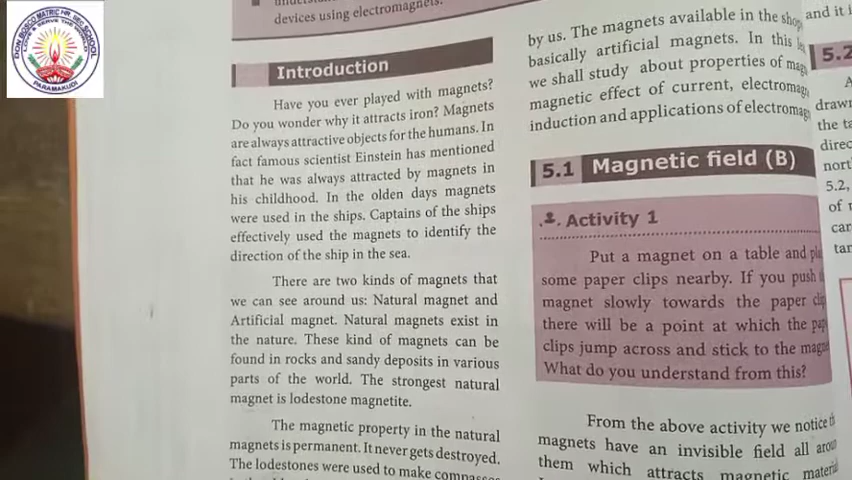 DON BOSCO MATRIC HR. SEC SCHOOL
LOVE & SERVE THE WORLD
PARAMAKUDI
devices using electromagnets.
Introduction
Have you ever played with magnets?
Do you wonder why it attracts iron? Magnets
are always attractive objects for the humans. In
fact famous scientist Einstein has mentioned
that he was always attracted by magnets in
his childhood. In the olden days magnets
were used in the ships. Captains of the ships
effectively used the magnets to identify the
direction of the ship in the sea.
There are two kinds of magnets that
we can see around us: Natural magnet and
Artificial magnet. Natural magnets exist in
the nature. These kind of magnets can be
found in rocks and sandy deposits in various
parts of the world. The strongest natural
magnet is lodestone magnetite.
The magnetic property in the natural
magnets is permanent. It never gets destroyed.
The lodestones were used to make compasses
by us. The magnets available in the
basically artificial magnets. In this
we shall study about properties of
magnetic effect of current,
induction and applications of
5.1 Magnetic field (B)
Activity 1
Put a magnet on a table and
some paper clips nearby. If you push
magnet slowly towards the paper
there will be a point at which the
clips jump across and stick to the
What do you understand from this?
From the above activity we notice
magnets have an invisible field all
them which attracts magnetic
and it
5.2
the
of